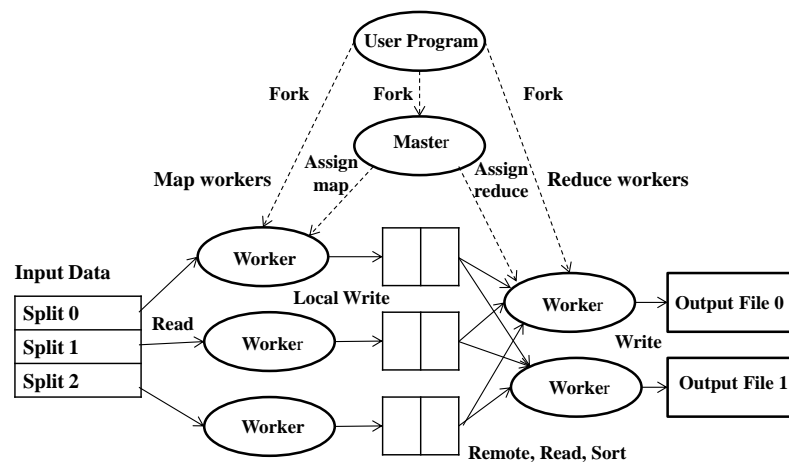 User Program
Fork
Fork
Fork
Master
Assign
map
Assign
reduce
Map workers
Reduce workers
Worker
Input Data
Local Write
Worker
Output File 0
Split 0
Read
Split 1
Worker
Write
Split 2
Worker
Output File 1
Worker
Remote, Read, Sort